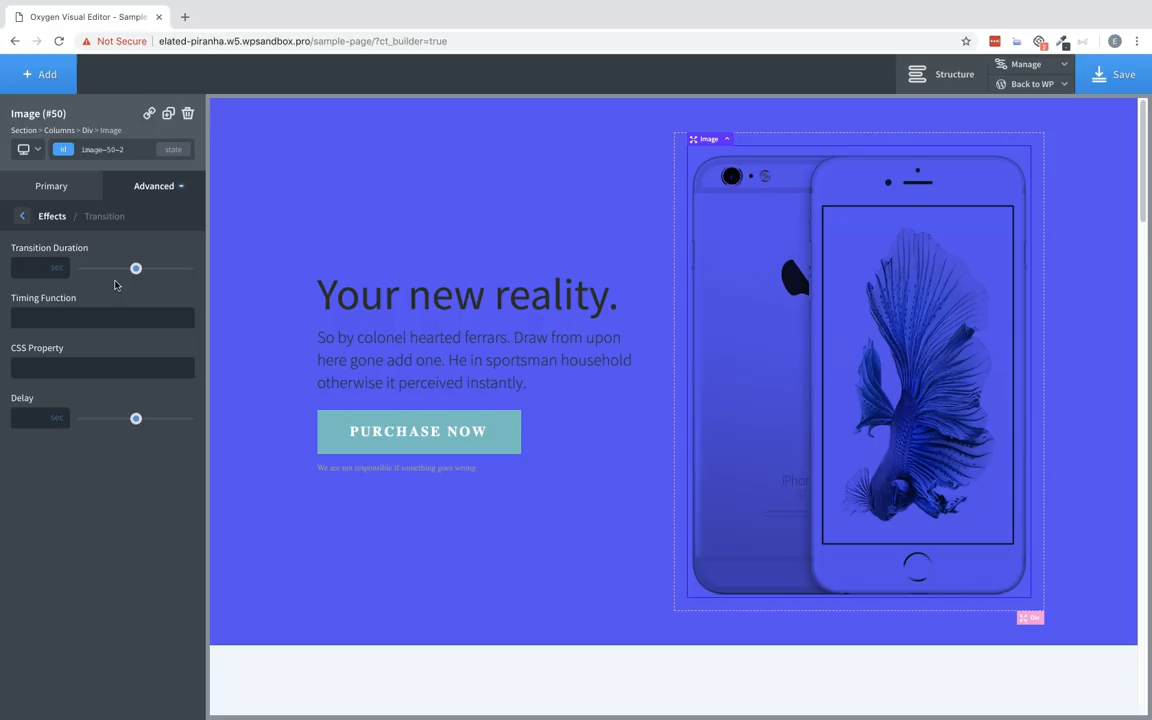 Oxygen Visual Editor - Sample
Not Secure
elated-piranha.w5.wpsandbox.pro/sample-page/?ct_builder=true
2
E
+ Add
Structure
Manage
Back to WP
Save
Image (#50)
Section > Columns > Div > Image
id
image-50-2
state
Primary
Advanced
Effects / Transition
Transition Duration
sec
Timing Function
CSS Property
Delay
sec
Image
Your new reality.
So by colonel hearted ferrars. Draw from upon
here gone add one. He in sportsman household
otherwise it perceived instantly.
PURCHASE NOW
We are not responsible if something goes wrong
iPhon
Div